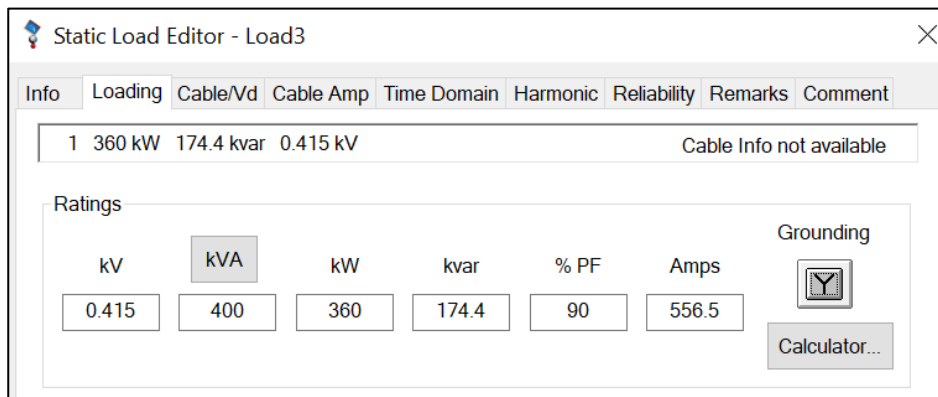 Static Load Editor - Load3
Info Loading Cable/Vd Cable Amp Time Domain Harmonic Reliability Remarks Comment
1 360 kW 174.4 kvar 0.415 kV Cable Info not available
Ratings
Grounding
kV kVA kW kvar % PF Amps
0.415 400 360 174.4 90 556.5
Calculator...